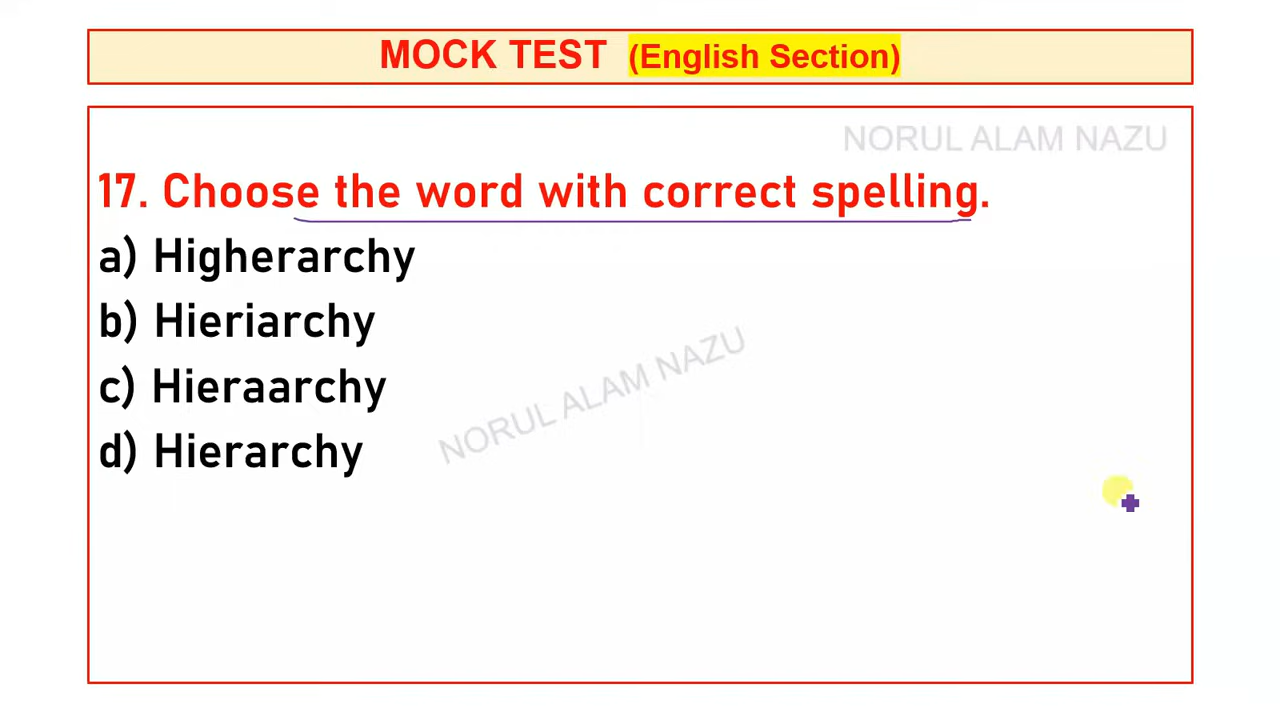 MOCK TEST (English Section)
NORUL ALAM NAZU
17. Choose the word with correct spelling.
a) Higherarchy
b) Hieriarchy
c) Hieraarchy
d) Hierarchy
NORUL ALAM NAZU